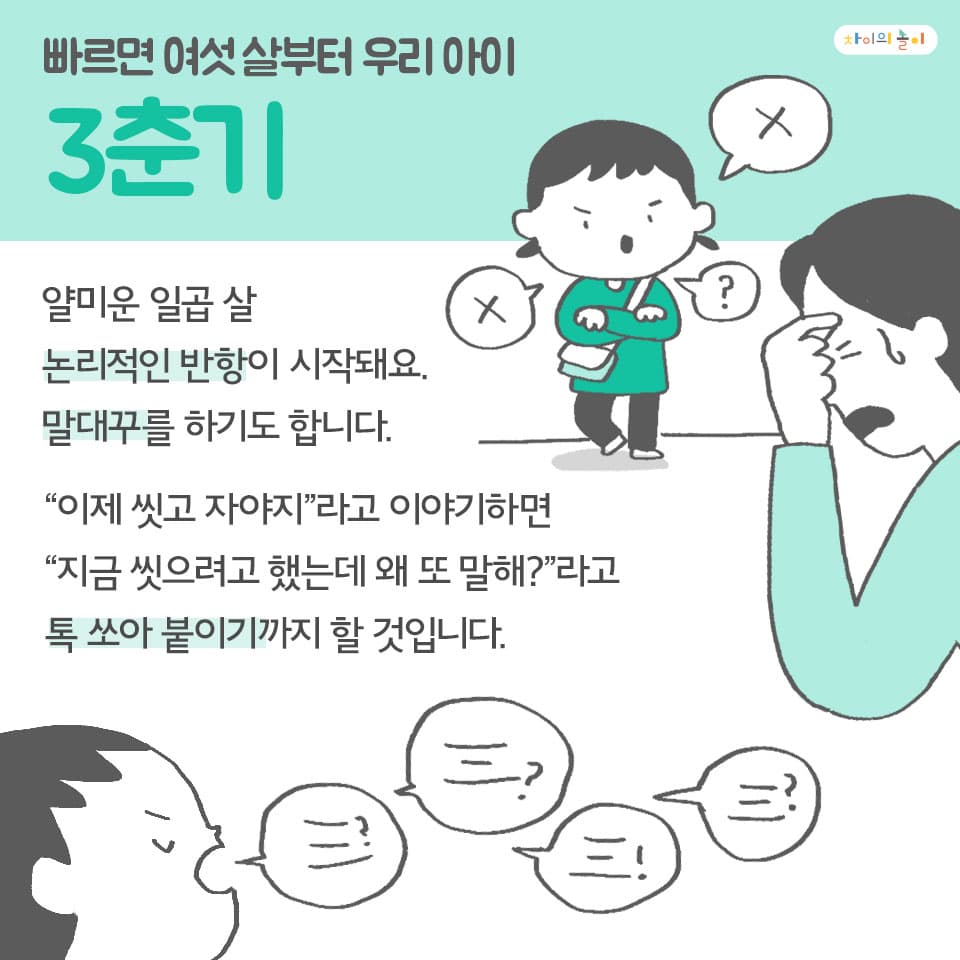 빠르면 여섯 살부터 우리 아이
차이의 놀이
3춘기
X
X
?
얄미운 일곱 살
논리적인 반항이 시작돼요.
말대꾸를 하기도 합니다.
“이제 씻고 자야지”라고 이야기하면
“지금 씻으려고 했는데 왜 또 말해?”라고
톡 쏘아 붙이기까지 할 것입니다.
?
?
!
?